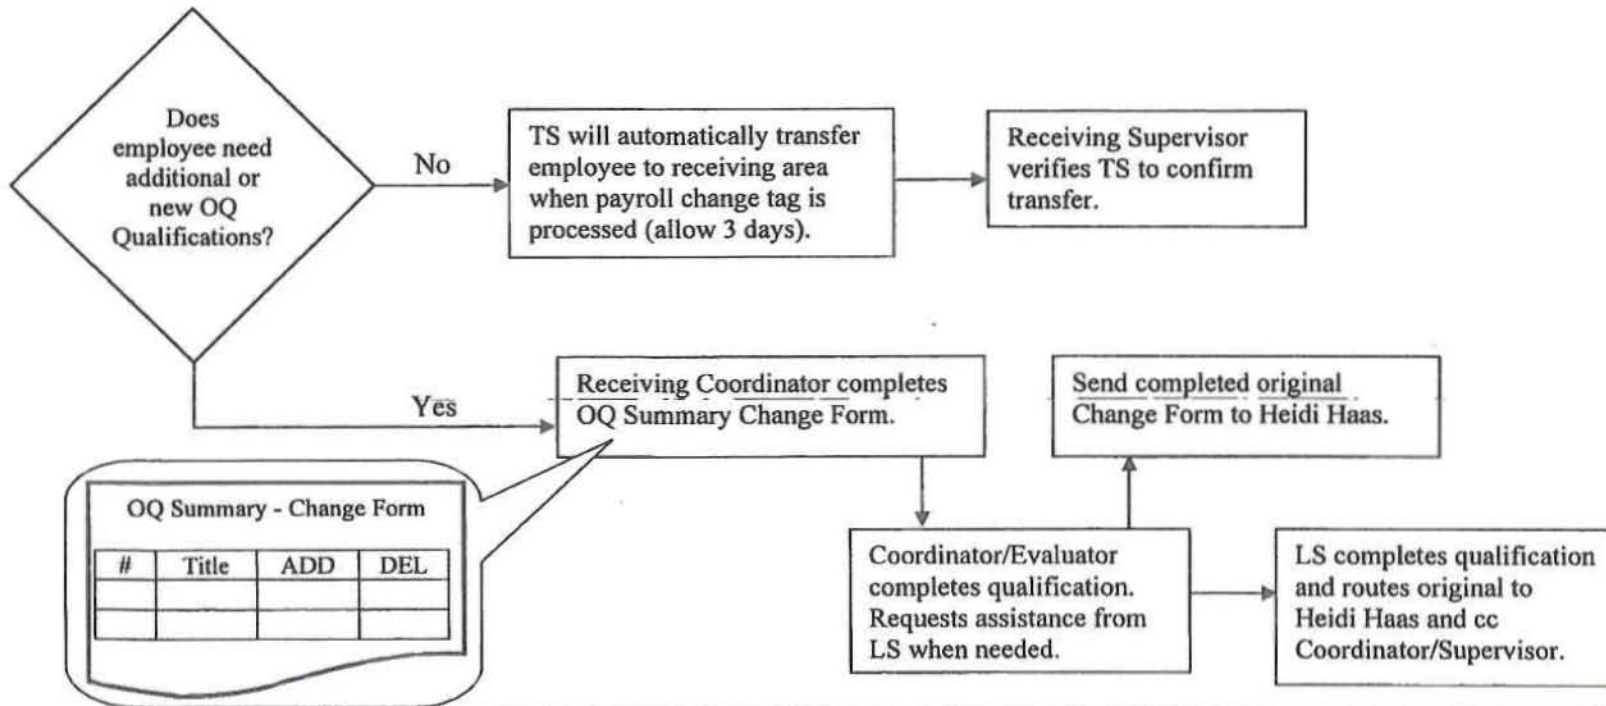 Does
employee need
additional or
new OQ
Qualifications?
No
TS will automatically transfer
employee to receiving area
when payroll change tag is
processed (allow 3 days).
Receiving Supervisor
verifies TS to confirm
transfer.
Yes
Receiving Coordinator completes
OQ Summary Change Form.
Send completed original
Change Form to Heidi Haas.
OQ Summary - Change Form
# Title ADD DEL
Coordinator/Evaluator
completes qualification.
Requests assistance from
LS when needed.
LS completes qualification
and routes original to
Heidi Haas and cc
Coordinator/Supervisor.